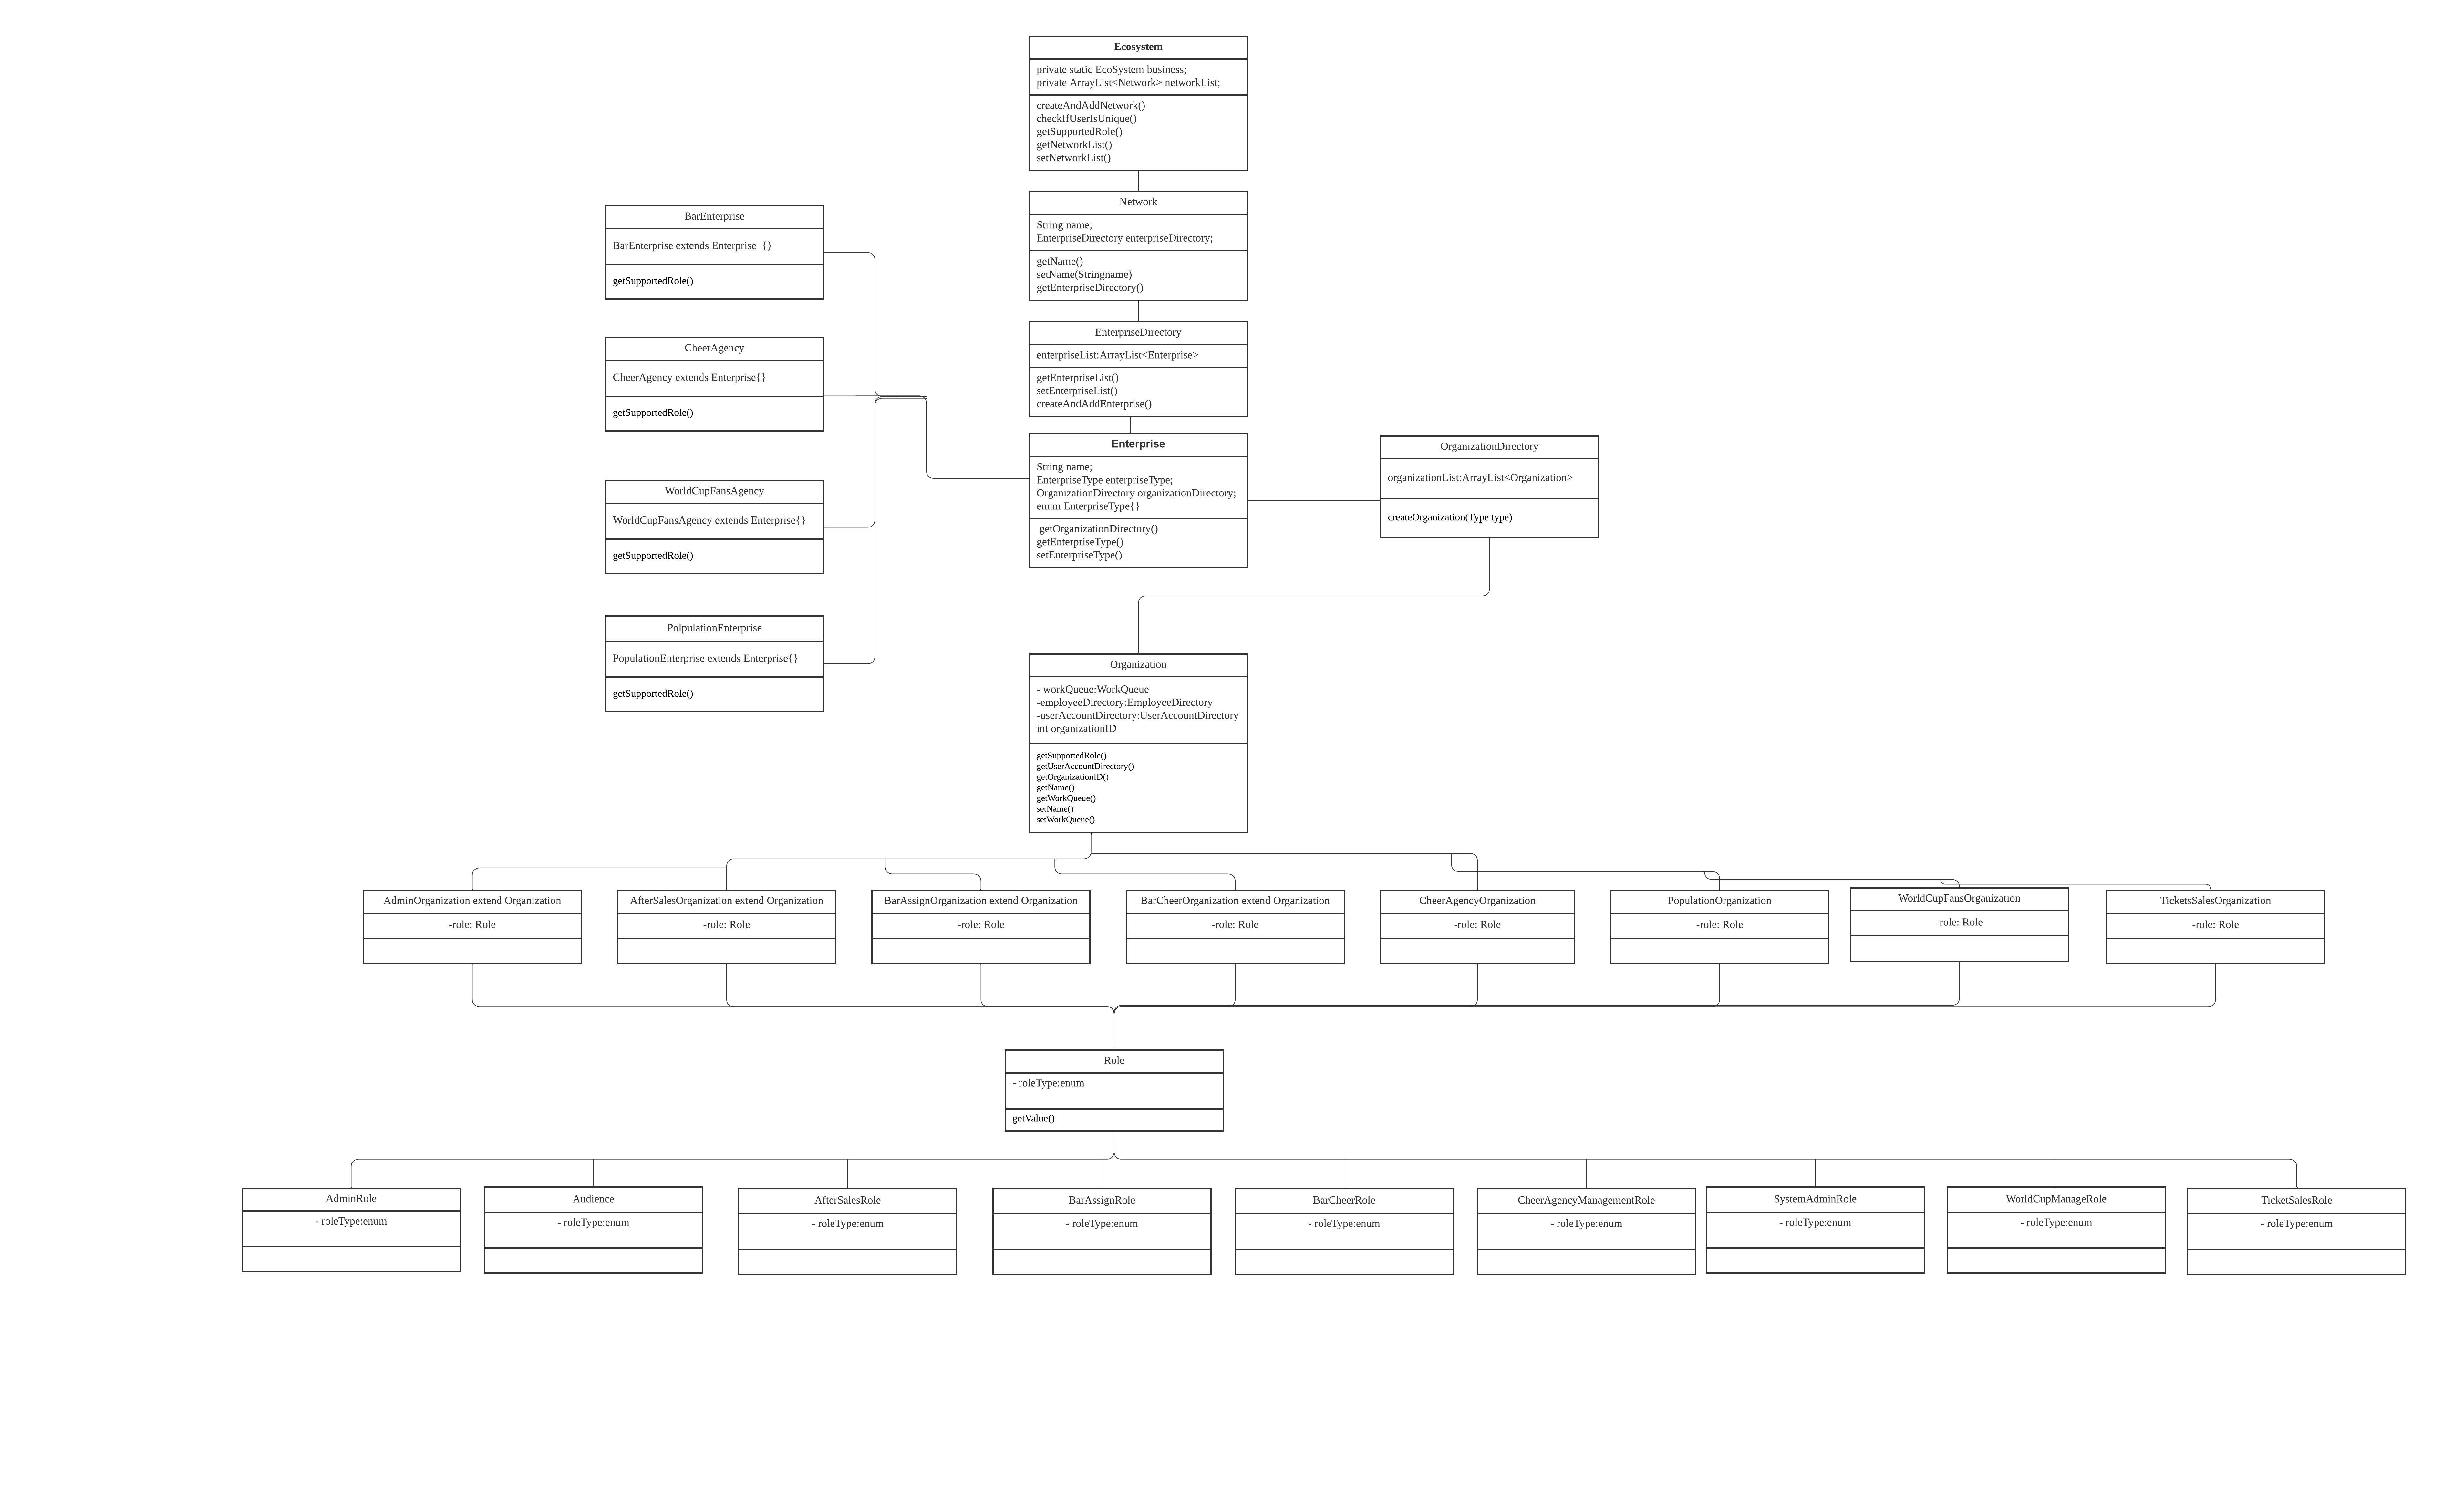 Ecosystem
private static EcoSystem business;
private ArrayList<Network> networkList;
createAndAddNetwork()
checkIfUserIsUnique()
getSupportedRole()
getNetworkList()
setNetworkList()
Network
String name;
EnterpriseDirectory enterpriseDirectory;
getName()
setName(Stringname)
getEnterpriseDirectory()
BarEnterprise
BarEnterprise extends Enterprise {}
getSupportedRole()
CheerAgency
CheerAgency extends Enterprise{}
getSupportedRole()
WorldCupFansAgency
WorldCupFansAgency extends Enterprise{}
getSupportedRole()
PolpulationEnterprise
PopulationEnterprise extends Enterprise{}
getSupportedRole()
EnterpriseDirectory
enterpriseList:ArrayList<Enterprise>
getEnterpriseList()
setEnterpriseList()
createAndAddEnterprise()
Enterprise
String name;
EnterpriseType enterpriseType;
OrganizationDirectory organizationDirectory;
enum EnterpriseType{}
getOrganizationDirectory()
getEnterpriseType()
setEnterpriseType()
OrganizationDirectory
organizationList:ArrayList<Organization>
createOrganization(Type type)
Organization
- workQueue:WorkQueue
-employeeDirectory:EmployeeDirectory
-userAccountDirectory:UserAccountDirectory
int organizationID
getSupportedRole()
getUserAccountDirectory()
getOrganizationID()
getName()
getWorkQueue()
setName()
setWorkQueue()
AdminOrganization extend Organization
-role: Role
AfterSalesOrganization extend Organization
-role: Role
BarAssignOrganization extend Organization
-role: Role
BarCheerOrganization extend Organization
-role: Role
CheerAgencyOrganization
-role: Role
PopulationOrganization
-role: Role
WorldCupFansOrganization
-role: Role
TicketsSalesOrganization
-role: Role
Role
- roleType:enum
getValue()
AdminRole
- roleType:enum
Audience
- roleType:enum
AfterSalesRole
- roleType:enum
BarAssignRole
- roleType:enum
BarCheerRole
- roleType:enum
CheerAgencyManagementRole
- roleType:enum
SystemAdminRole
- roleType:enum
WorldCupManageRole
- roleType:enum
TicketSalesRole
- roleType:enum